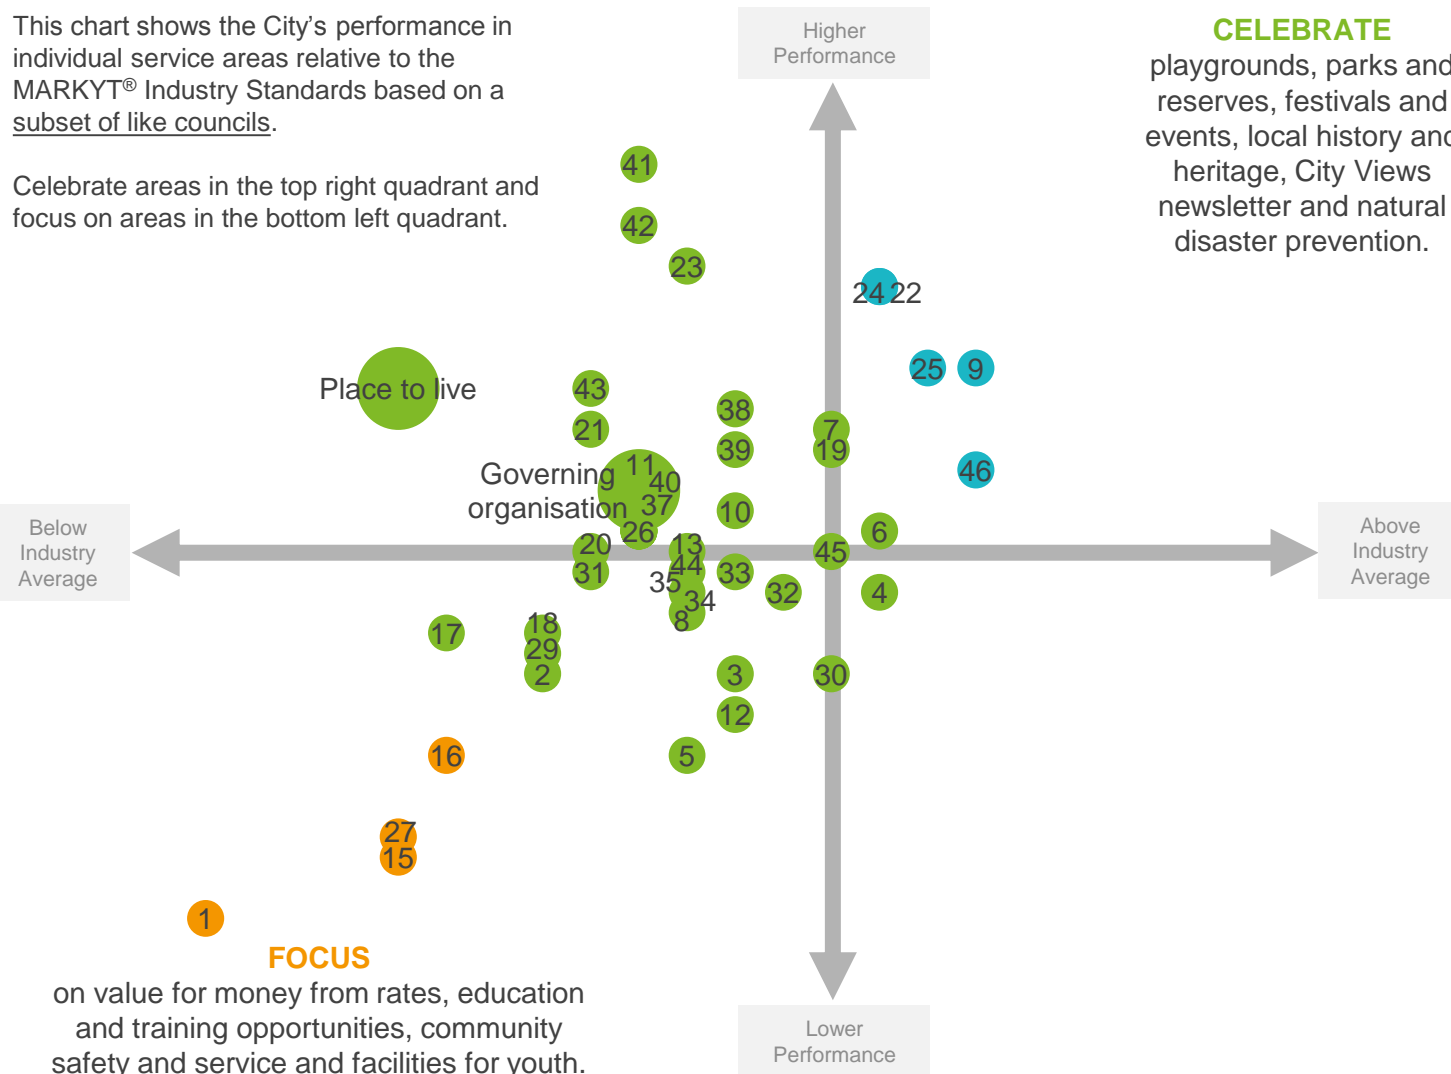 This chart shows the City's performance in
individual service areas relative to the
MARKYT® Industry Standards based on a
subset of like councils.
Celebrate areas in the top right quadrant and
focus on areas in the bottom left quadrant.
Higher
Performance
CELEBRATE
playgrounds, parks and
reserves, festivals and
events, local history and
heritage, City Views
newsletter and natural
disaster prevention.
41
42
23
24 22
25 9
Place to live
43
38
21
7
39
19
46
Governing
organisation
11
40
37
10
26
6
20
13
45
Below
Industry
Average
Above
Industry
Average
31
44
33
35
32
4
34
8
17
18
29
2
3
30
12
16
5
27
15
1
FOCUS
on value for money from rates, education
and training opportunities, community
safety and service and facilities for youth.
Lower
Performance